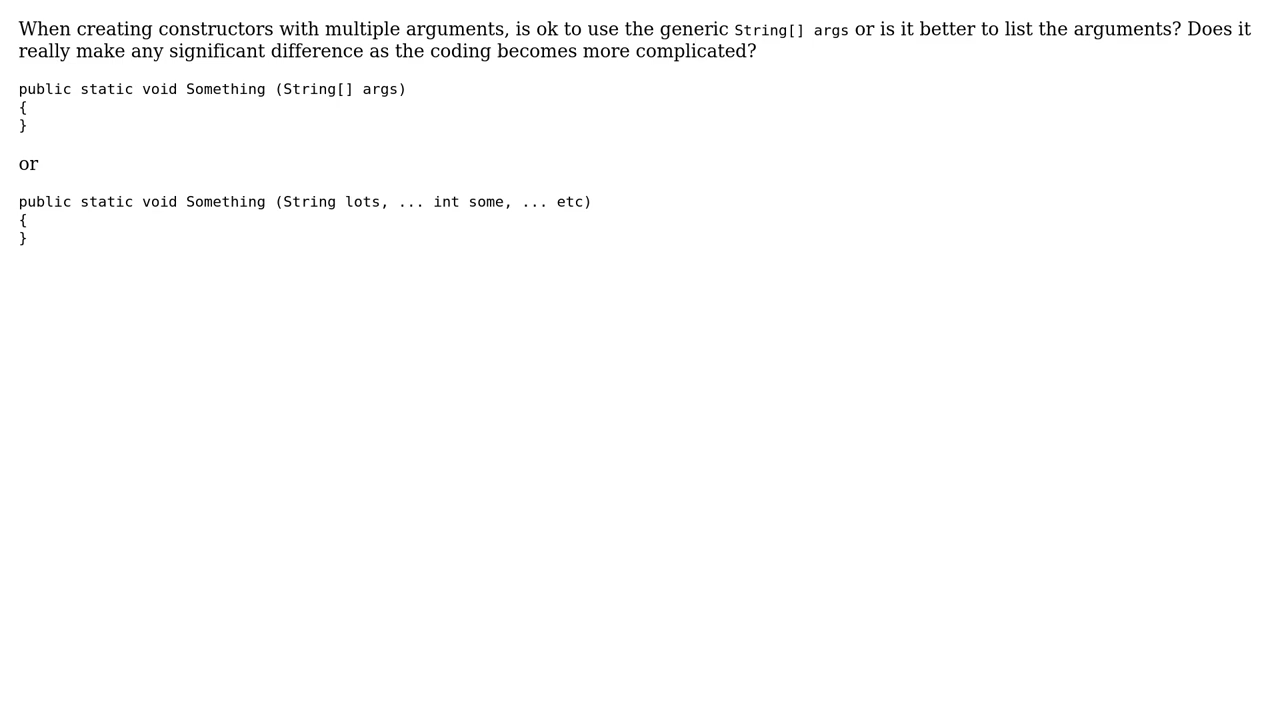 When creating constructors with multiple arguments, is ok to use the generic String[] args or is it better to list the arguments? Does it
really make any significant difference as the coding becomes more complicated?
public static void Something (String[] args)
{
}
or
public static void Something (String lots, ... int some, ... etc)
{
}